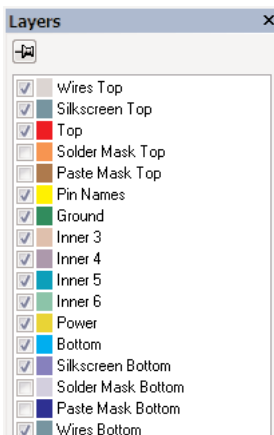 Layers
Wires Top
Silkscreen Top
Top
Solder Mask Top
Paste Mask Top
Pin Names
Ground
Inner 3
Inner 4
Inner 5
Inner 6
Power
Bottom
Silkscreen Bottom
Solder Mask Bottom
Paste Mask Bottom
Wires Bottom